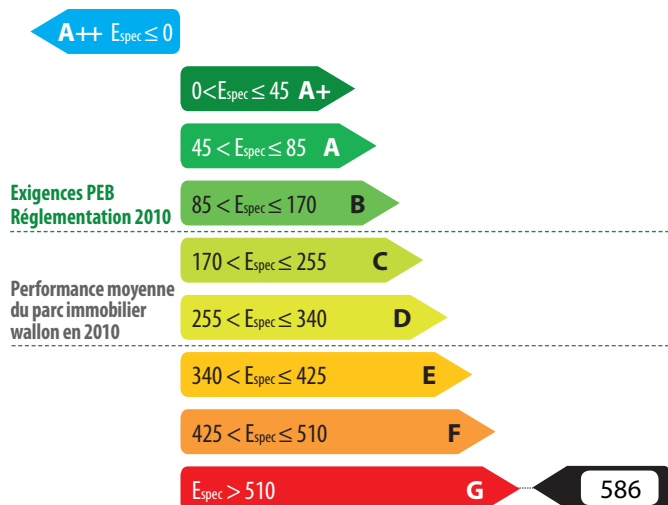 A++ Espec ≤ 0
0<Espec ≤ 45 A+
45 < Espec ≤ 85 A
Exigences PEB
Réglementation 2010
85 < Espec ≤ 170 B
170 < Espec ≤ 255 C
Performance moyenne
du parc immobilier
wallon en 2010
255 < Espec ≤ 340 D
340 < Espec ≤ 425 E
425 < Espec ≤ 510 F
Espec > 510 G 586